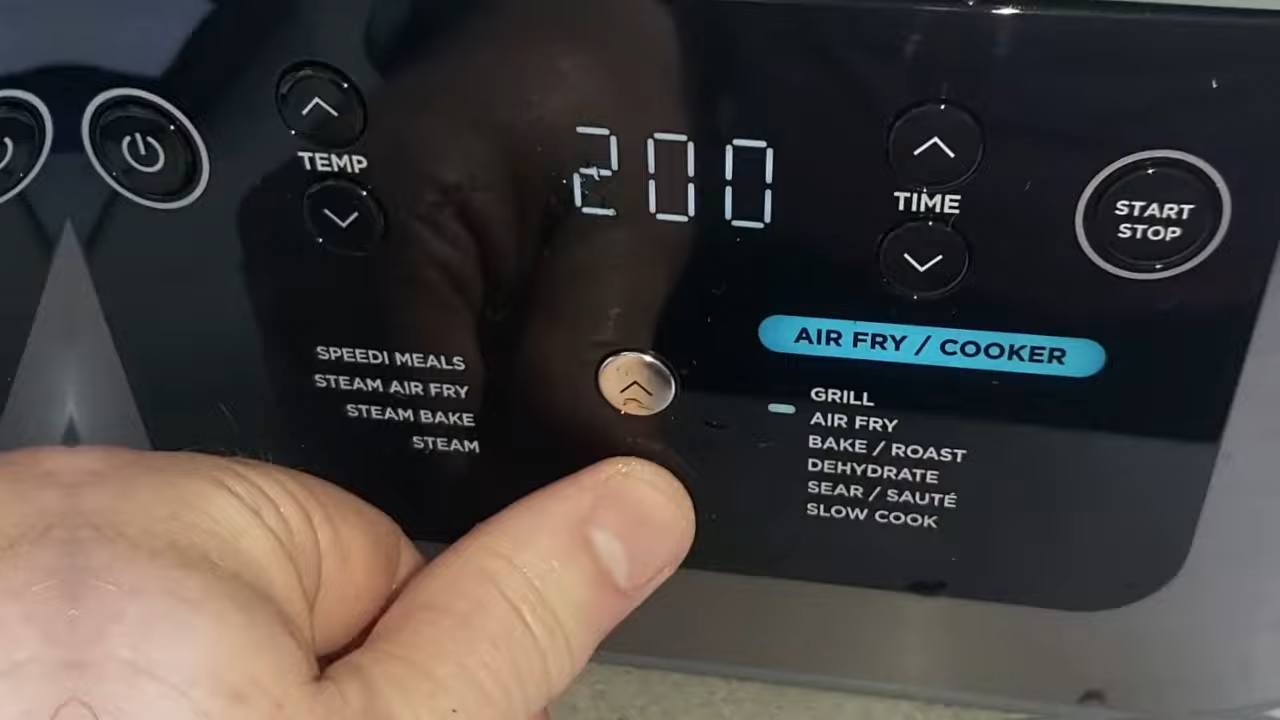 200
TEMP
TIME
START
STOP
AIR FRY / COOKER
SPEEDI MEALS
STEAM AIR FRY
STEAM BAKE
STEAM
GRILL
AIR FRY
BAKE / ROAST
DEHYDRATE
SEAR / SAUTÉ
SLOW COOK